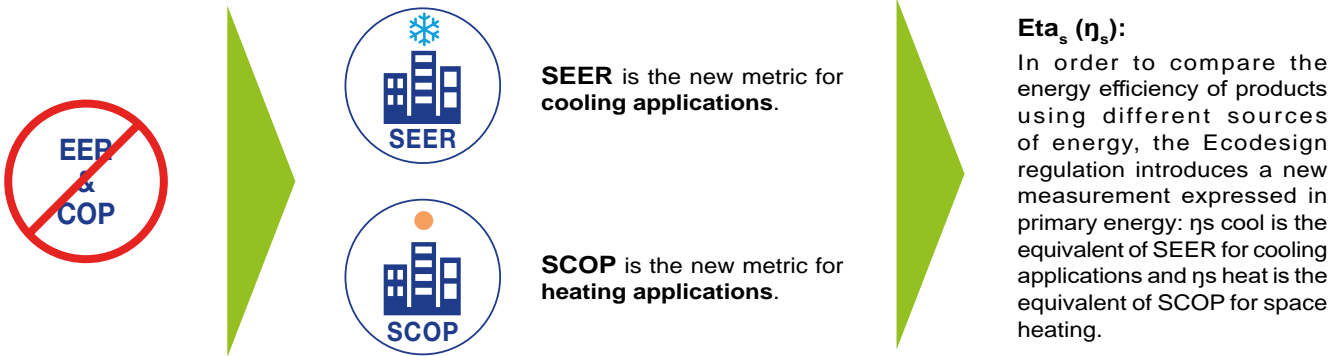 EER
&
COP
SEER
SEER is the new metric for
cooling applications.
SCOP
SCOP is the new metric for
heating applications.
Etaₛ (ŋₛ):
In order to compare the
energy efficiency of products
using different sources
of energy, the Ecodesign
regulation introduces a new
measurement expressed in
primary energy: ŋs cool is the
equivalent of SEER for cooling
applications and ŋs heat is the
equivalent of SCOP for space
heating.